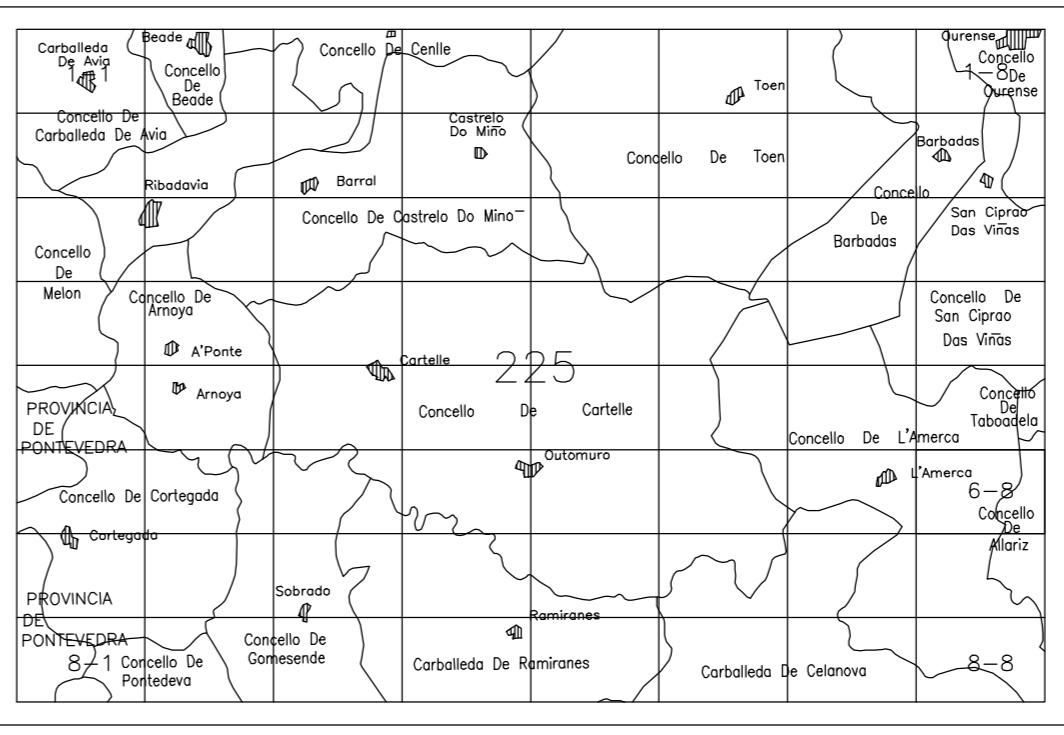 Carballeda
De Avia
1-1
Beade
Concello
De
Beade
Concello De Cenlle
Ourense
Concello
1-8 De
Ourense
Toen
Concello De
Carballeda De Avia
Castrelo
Do Miño
Concello De Toen
Barbadas
Ribadavia
Barral
Concello
De
Barbadas
San Ciprao
Das Viñas
Concello De Castrelo Do Mino¯
Concello
De
Melon
Concello De
Arnoya
Concello De
San Ciprao
Das Viñas
A'Ponte
Cartelle
225
Arnoya
Concello De Cartelle
Concello
De
Taboadela
PROVINCIA
DE
PONTEVEDRA
Concello De L'Amerca
Outomuro
L'Amerca
6-8
Concello De Cortegada
Concello
De
Allariz
Cortegada
Sobrado
PROVINCIA
DE
PONTEVEDRA
Ramiranes
8-1 Concello De
Pontedeva
Concello De
Gomesende
Carballeda De Ramiranes
Carballeda De Celanova
8-8